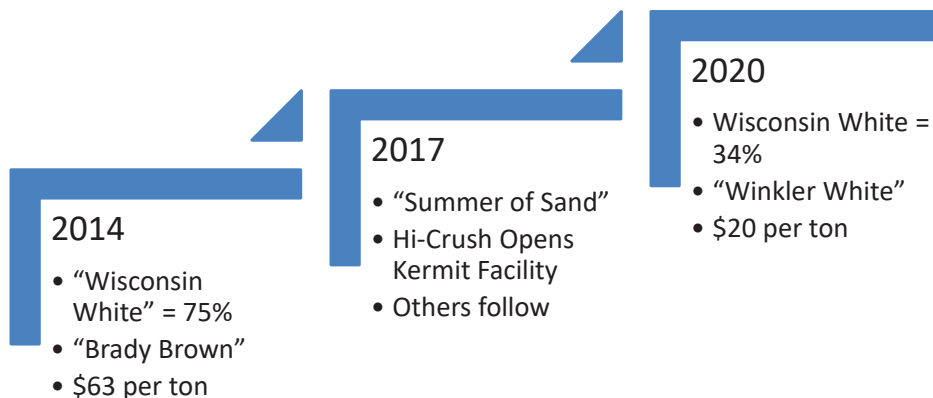 2014
• “Wisconsin
White” = 75%
• “Brady Brown”
• $63 per ton
2017
• “Summer of Sand”
• Hi-Crush Opens
Kermit Facility
• Others follow
2020
• Wisconsin White =
34%
• “Winkler White”
• $20 per ton